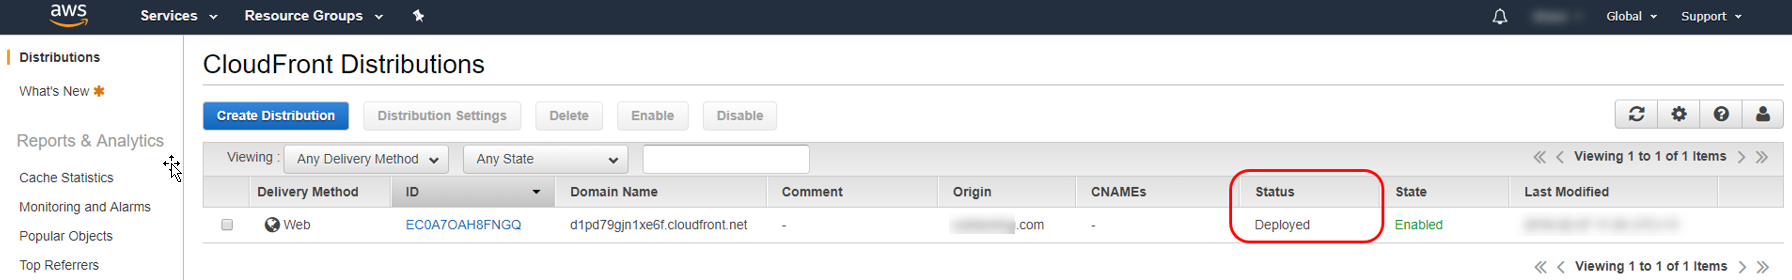 aws Services Resource Groups Global Support
Distributions
What's New
Reports & Analytics
Cache Statistics
Monitoring and Alarms
Popular Objects
Top Referrers
CloudFront Distributions
Create Distribution Distribution Settings Delete Enable Disable
Viewing : Any Delivery Method Any State Viewing 1 to 1 of 1 Items
Delivery Method ID Domain Name Comment Origin CNAMEs Status State Last Modified
Web EC0A7OAH8FNGQ d1pd79gjn1xe6f.cloudfront.net - .com - Deployed Enabled
Viewing 1 to 1 of 1 Items